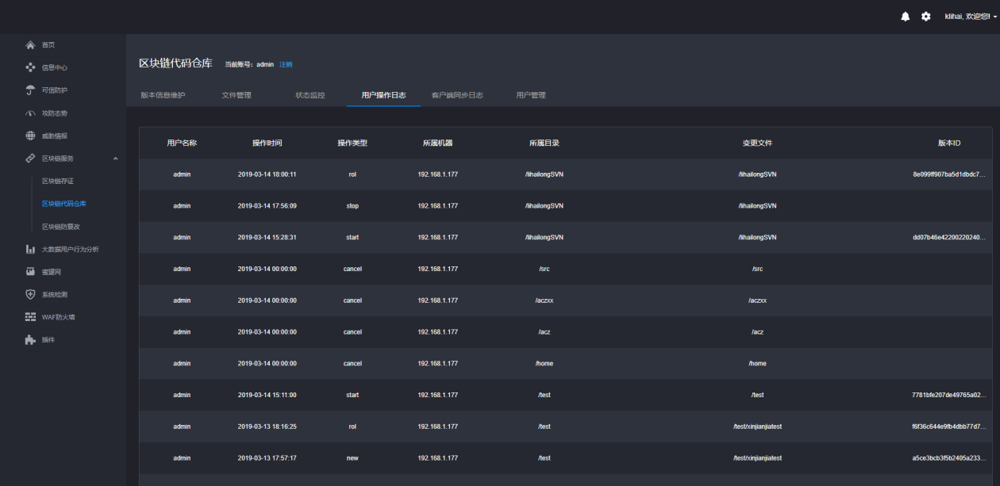 klihai, 欢迎您!
首页
信息中心
可信防护
攻防态势
威胁情报
区块链服务
区块链存证
区块链代码仓库
区块链防篡改
大数据用户行为分析
蜜罐网
系统检测
WAF防火墙
插件
区块链代码仓库 当前账号：admin 注销
版本信息维护 文件管理 状态监控 用户操作日志 客户端同步日志 用户管理
用户名称 操作时间 操作类型 所属机器 所属目录 变更文件 版本ID
admin 2019-03-14 18:00:11 rol 192.168.1.177 /lihailongSVN /lihailongSVN 8e099ff907ba5d1dbdc7...
admin 2019-03-14 17:56:09 stop 192.168.1.177 /lihailongSVN /lihailongSVN
admin 2019-03-14 15:28:31 start 192.168.1.177 /lihailongSVN /lihailongSVN dd07b46e42200220240...
admin 2019-03-14 00:00:00 cancel 192.168.1.177 /src /src
admin 2019-03-14 00:00:00 cancel 192.168.1.177 /aczxx /aczxx
admin 2019-03-14 00:00:00 cancel 192.168.1.177 /acz /acz
admin 2019-03-14 00:00:00 cancel 192.168.1.177 /home /home
admin 2019-03-14 15:11:00 start 192.168.1.177 /test /test 7781bfe207de49765a02...
admin 2019-03-13 18:16:25 rol 192.168.1.177 /test /test/xinjianjiatest f6f36c644e9fb4dbb77d7...
admin 2019-03-13 17:57:17 new 192.168.1.177 /test /test/xinjianjiatest a5ce3bcb3f5b2405a233...